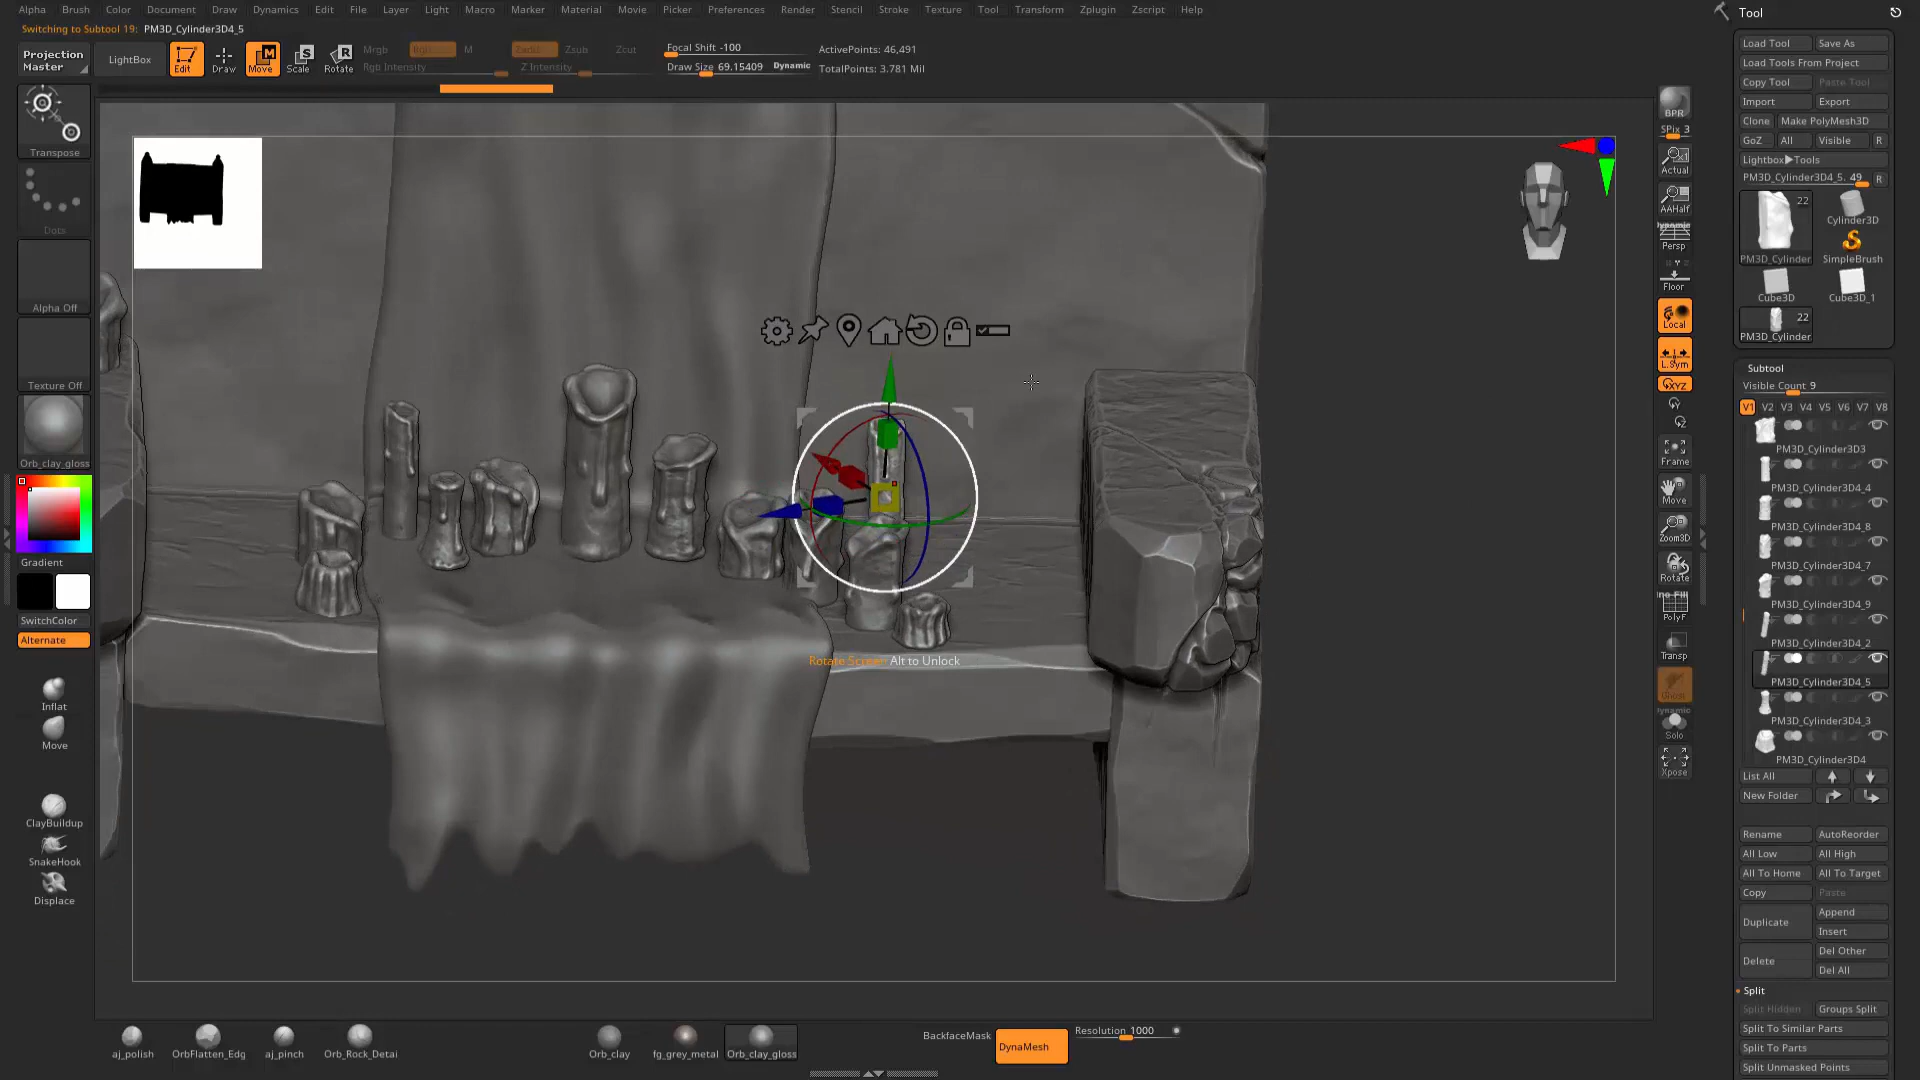 Alpha Brush Color Document Draw Dynamics Edit File Layer Light Macro Marker Material Movie Picker Preferences Render Stencil Stroke Texture Tool Transform Zplugin Zscript Help
Tool
Switching to Subtool 19: PM3D_Cylinder3D4_5
Projection Master
LightBox
Edit
Draw
Move
Scale
Rotate
Mrgb
Rgb
M
Zadd
Zsub
Zcut
Rgb Intensity
Z Intensity
Focal Shift -100
Draw Size 69.15409 Dynamic
ActivePoints: 46,491
TotalPoints: 3.781 Mil
Transpose
Dots
Alpha Off
Texture Off
Orb_clay_gloss
Gradient
SwitchColor
Alternate
Inflat
Move
ClayBuildup
SnakeHook
Displace
Rotate Screen Alt to Unlock
BPR
SPix 3
Actual
AAHalf
Dynamic
Persp
Floor
Local
L.Sym
XYZ
Frame
Move
Zoom3D
Rotate
PolyF
Transp
Ghost
Dynamic
Solo
Xpose
Load Tool
Save As
Load Tools From Project
Copy Tool
Paste Tool
Import
Export
Clone
Make PolyMesh3D
GoZ
All
Visible
R
Lightbox▶Tools
PM3D_Cylinder3D4_5. 49
R
22
PM3D_Cylinder
Cylinder3D
SimpleBrush
Cube3D
Cube3D_1
22
PM3D_Cylinder
Subtool
Visible Count 9
V1 V2 V3 V4 V5 V6 V7 V8
PM3D_Cylinder3D3
PM3D_Cylinder3D4_4
PM3D_Cylinder3D4_8
PM3D_Cylinder3D4_7
PM3D_Cylinder3D4_9
PM3D_Cylinder3D4_2
PM3D_Cylinder3D4_5
PM3D_Cylinder3D4_3
PM3D_Cylinder3D4
List All
New Folder
Rename
AutoReorder
All Low
All High
All To Home
All To Target
Copy
Paste
Duplicate
Append
Insert
Delete
Del Other
Del All
Split
Split Hidden
Groups Split
Split To Similar Parts
Split To Parts
Split Unmasked Points
aj_polish
OrbFlatten_Edg
aj_pinch
Orb_Rock_Detai
Orb_clay
fg_grey_metal
Orb_clay_gloss
BackfaceMask
DynaMesh
Resolution 1000